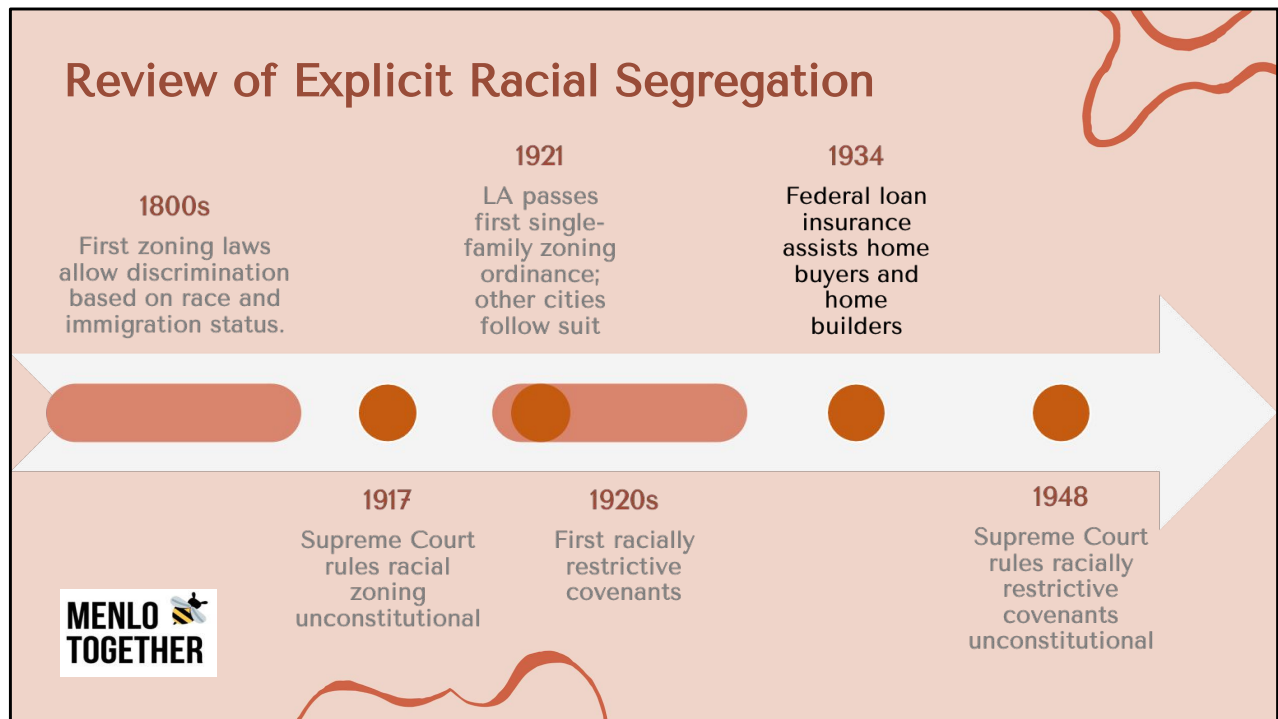 Review of Explicit Racial Segregation
1800s
First zoning laws
allow discrimination
based on race and
immigration status.
1921
LA passes
first single-
family zoning
ordinance;
other cities
follow suit
1934
Federal loan
insurance
assists home
buyers and
home
builders
1917
Supreme Court
rules racial
zoning
unconstitutional
1920s
First racially
restrictive
covenants
1948
Supreme Court
rules racially
restrictive
covenants
unconstitutional
MENLO
TOGETHER